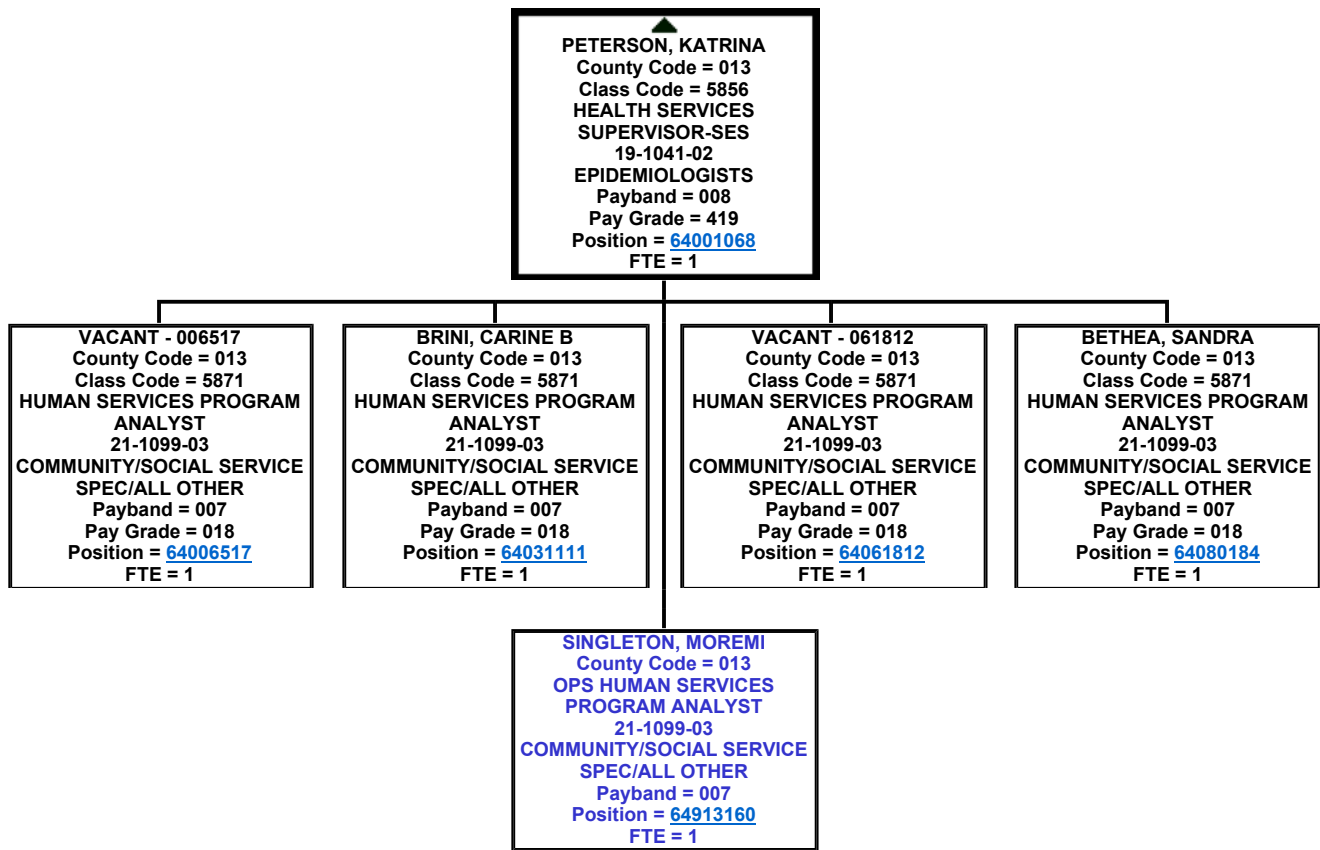 PETERSON, KATRINA
County Code = 013
Class Code = 5856
HEALTH SERVICES
SUPERVISOR-SES
19-1041-02
EPIDEMIOLOGISTS
Payband = 008
Pay Grade = 419
Position = 64001068
FTE = 1
VACANT - 006517
County Code = 013
Class Code = 5871
HUMAN SERVICES PROGRAM
ANALYST
21-1099-03
COMMUNITY/SOCIAL SERVICE
SPEC/ALL OTHER
Payband = 007
Pay Grade = 018
Position = 64006517
FTE = 1
BRINI, CARINE B
County Code = 013
Class Code = 5871
HUMAN SERVICES PROGRAM
ANALYST
21-1099-03
COMMUNITY/SOCIAL SERVICE
SPEC/ALL OTHER
Payband = 007
Pay Grade = 018
Position = 64031111
FTE = 1
VACANT - 061812
County Code = 013
Class Code = 5871
HUMAN SERVICES PROGRAM
ANALYST
21-1099-03
COMMUNITY/SOCIAL SERVICE
SPEC/ALL OTHER
Payband = 007
Pay Grade = 018
Position = 64061812
FTE = 1
BETHEA, SANDRA
County Code = 013
Class Code = 5871
HUMAN SERVICES PROGRAM
ANALYST
21-1099-03
COMMUNITY/SOCIAL SERVICE
SPEC/ALL OTHER
Payband = 007
Pay Grade = 018
Position = 64080184
FTE = 1
SINGLETON, MOREMI
County Code = 013
OPS HUMAN SERVICES
PROGRAM ANALYST
21-1099-03
COMMUNITY/SOCIAL SERVICE
SPEC/ALL OTHER
Payband = 007
Position = 64913160
FTE = 1